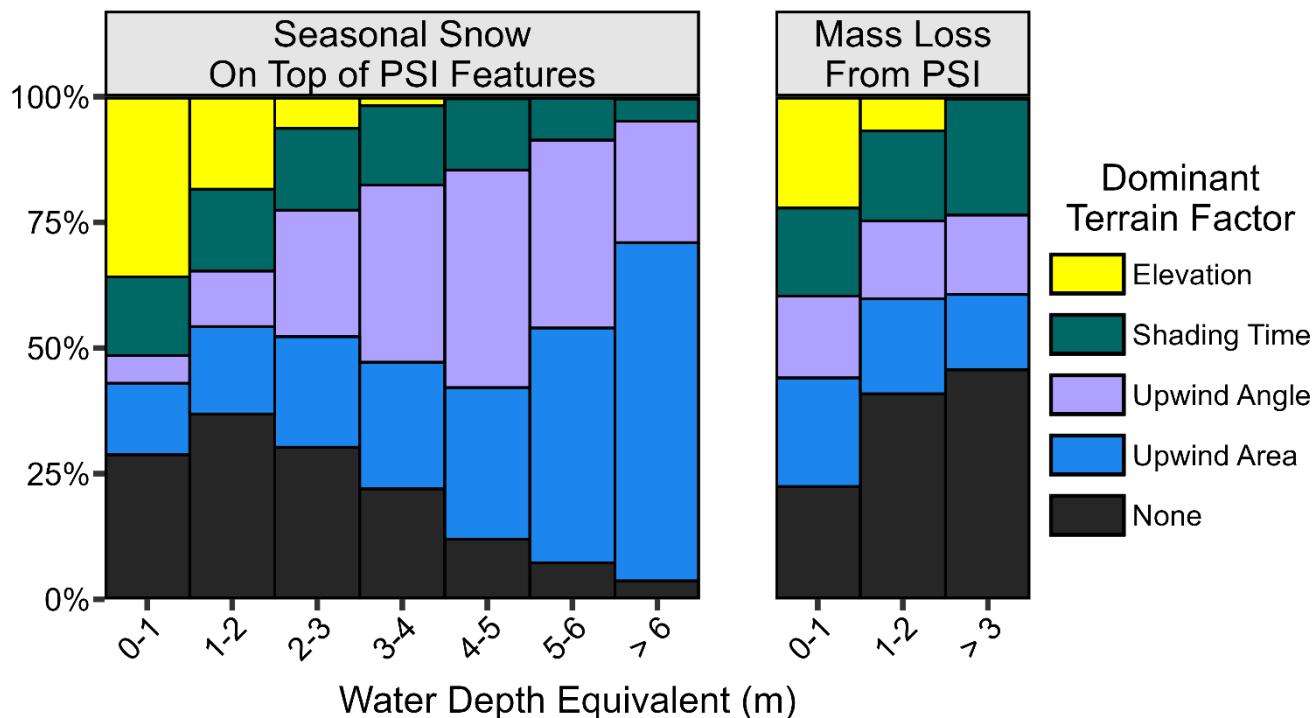 Seasonal Snow
On Top of PSI Features
Mass Loss
From PSI
100%
75%
50%
25%
0%
0-1
1-2
2-3
3-4
4-5
5-6
> 6
0-1
1-2
> 3
Water Depth Equivalent (m)
Dominant
Terrain Factor
Elevation
Shading Time
Upwind Angle
Upwind Area
None